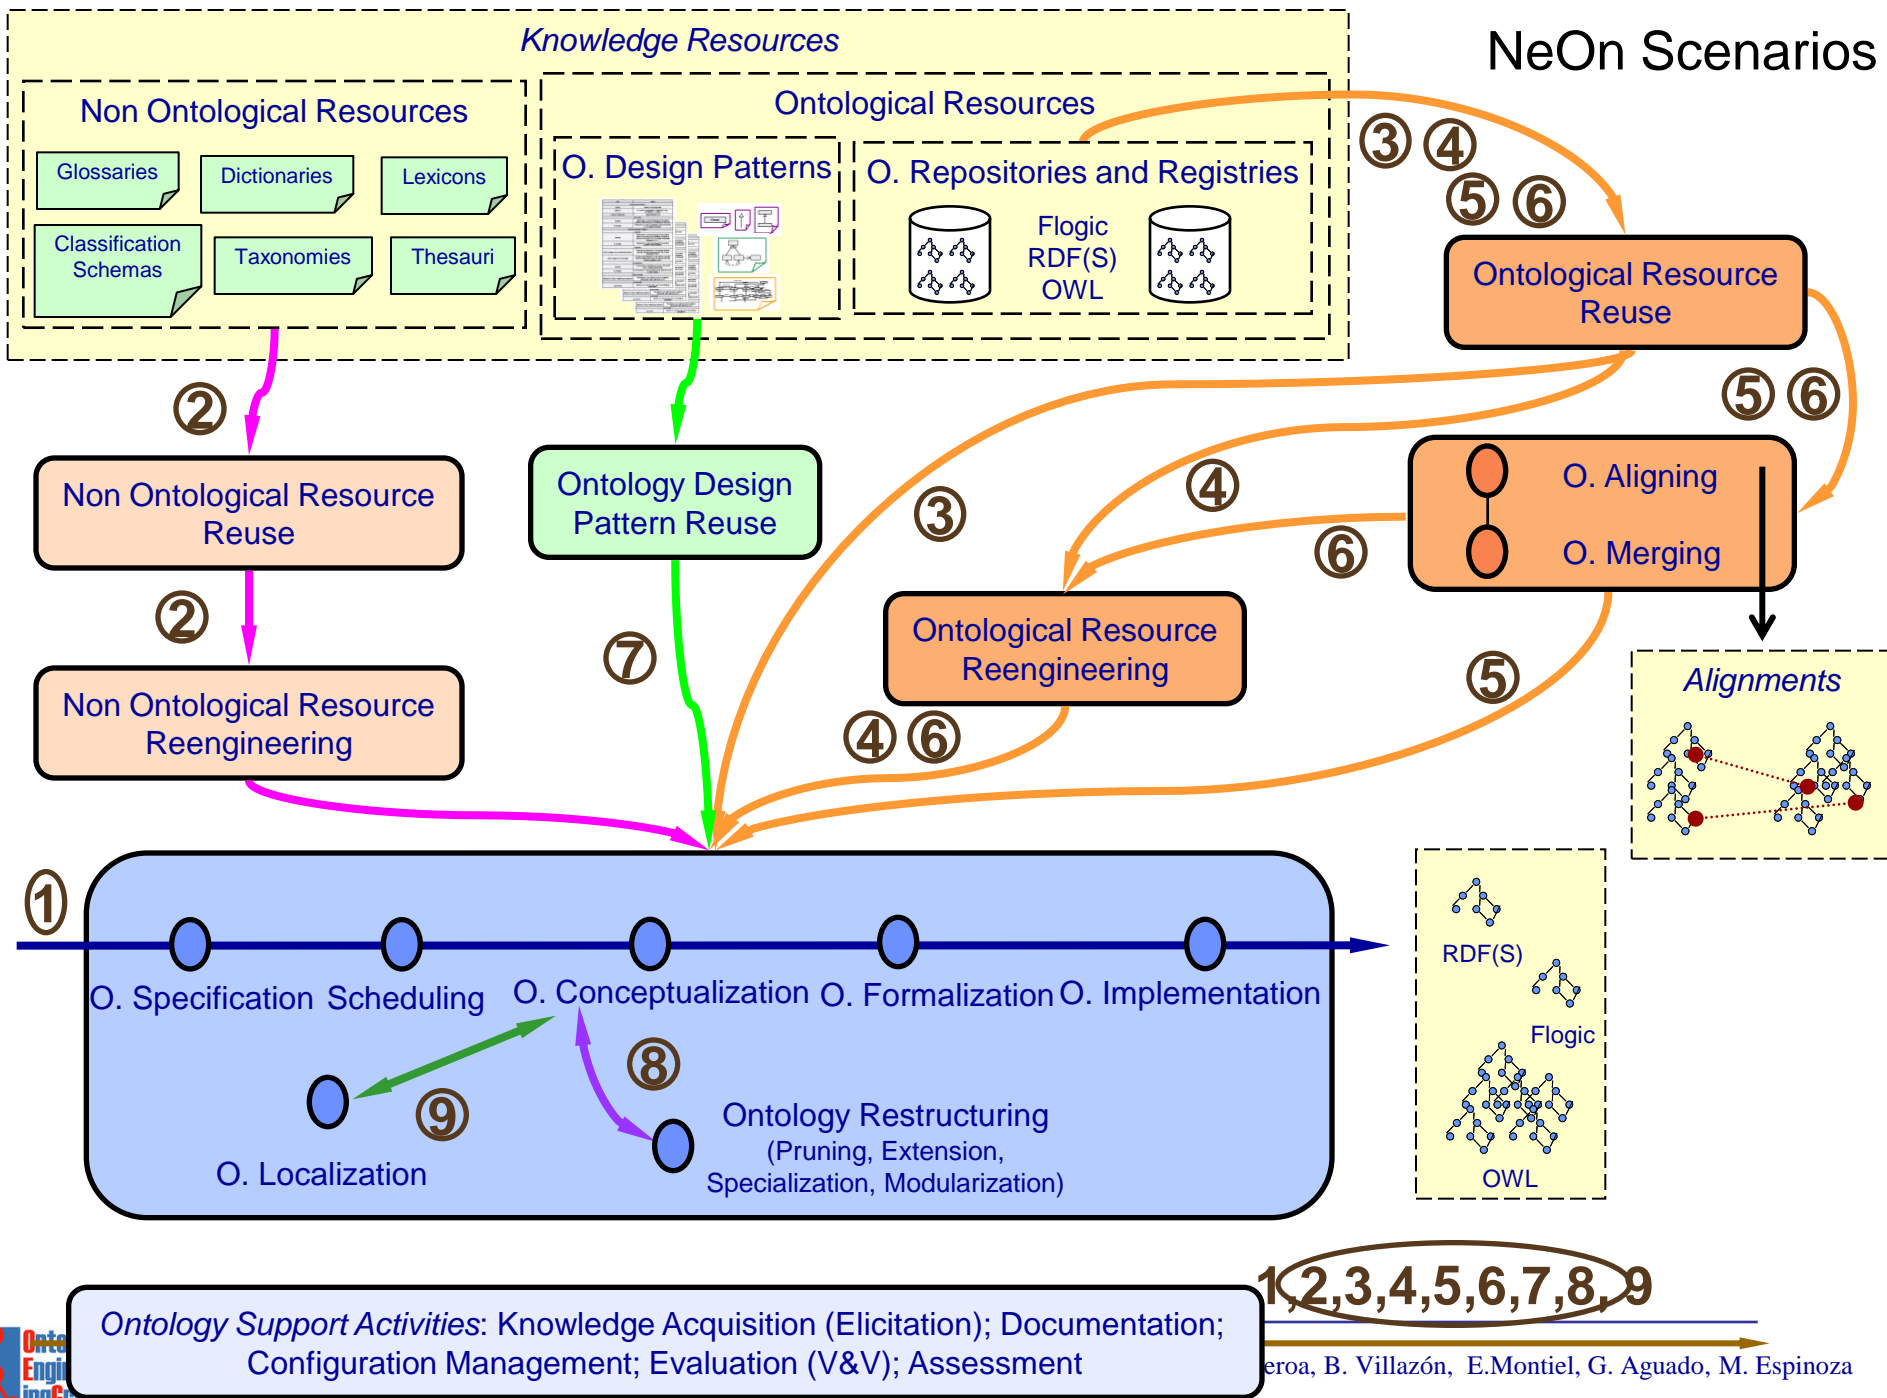 Knowledge Resources
NeOn Scenarios
Non Ontological Resources
Glossaries
Dictionaries
Lexicons
Classification
Schemas
Taxonomies
Thesauri
Ontological Resources
O. Design Patterns
O. Repositories and Registries
Flogic
RDF(S)
OWL
3 4
5 6
Ontological Resource
Reuse
2
5 6
Non Ontological Resource
Reuse
Ontology Design
Pattern Reuse
3
4
6
O. Aligning
O. Merging
2
7
Ontological Resource
Reengineering
5
Non Ontological Resource
Reengineering
4 6
Alignments
1
O. Specification
Scheduling
O. Conceptualization
O. Formalization
O. Implementation
8
9
O. Localization
Ontology Restructuring
(Pruning, Extension,
Specialization, Modularization)
RDF(S)
Flogic
OWL
1,2,3,4,5,6,7,8, 9
Ontology Support Activities: Knowledge Acquisition (Elicitation); Documentation;
Configuration Management; Evaluation (V&V); Assessment
eroa, B. Villazón, E.Montiel, G. Aguado, M. Espinoza